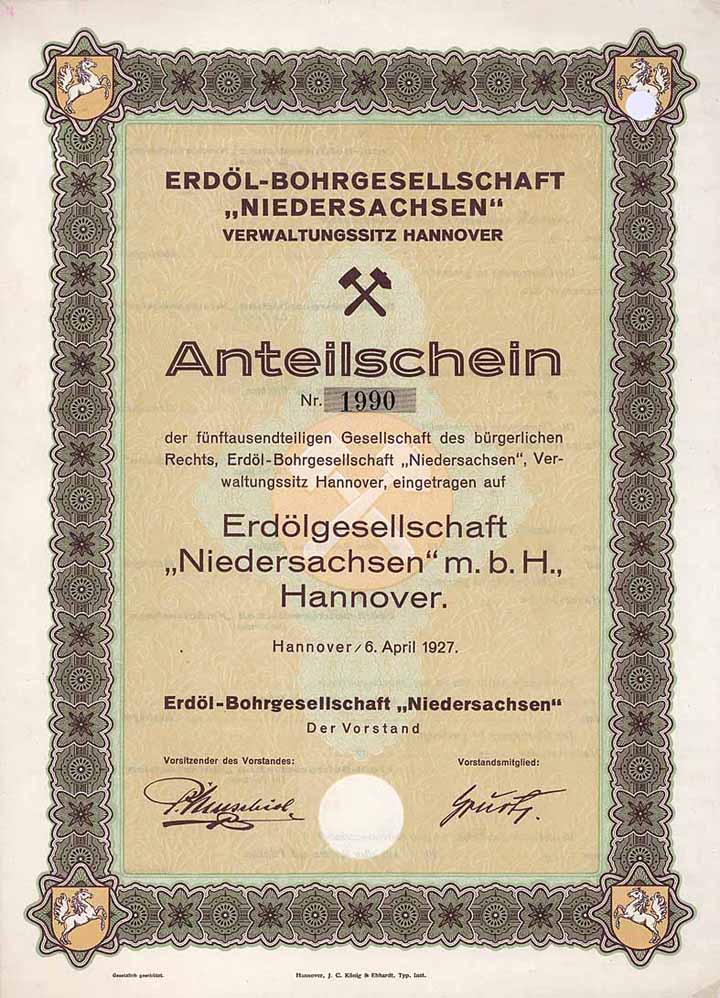 ERDÖL-BOHRGESELLSCHAFT
„NIEDERSACHSEN“
VERWALTUNGSSITZ HANNOVER
Anteilschein
Nr. 1990
der fünftausendteiligen Gesellschaft des bürgerlichen
Rechts, Erdöl-Bohrgesellschaft „Niedersachsen“, Ver-
waltungssitz Hannover, eingetragen auf
Erdölgesellschaft
„Niedersachsen“ m. b. H.,
Hannover.
Hannover/6. April 1927.
Erdöl-Bohrgesellschaft „Niedersachsen“
Der Vorstand
Vorsitzender des Vorstandes:
Vorstandsmitglied:
Gesetzlich geschützt.
Hannover, J. C. König & Ebhardt, Typ. Inst.